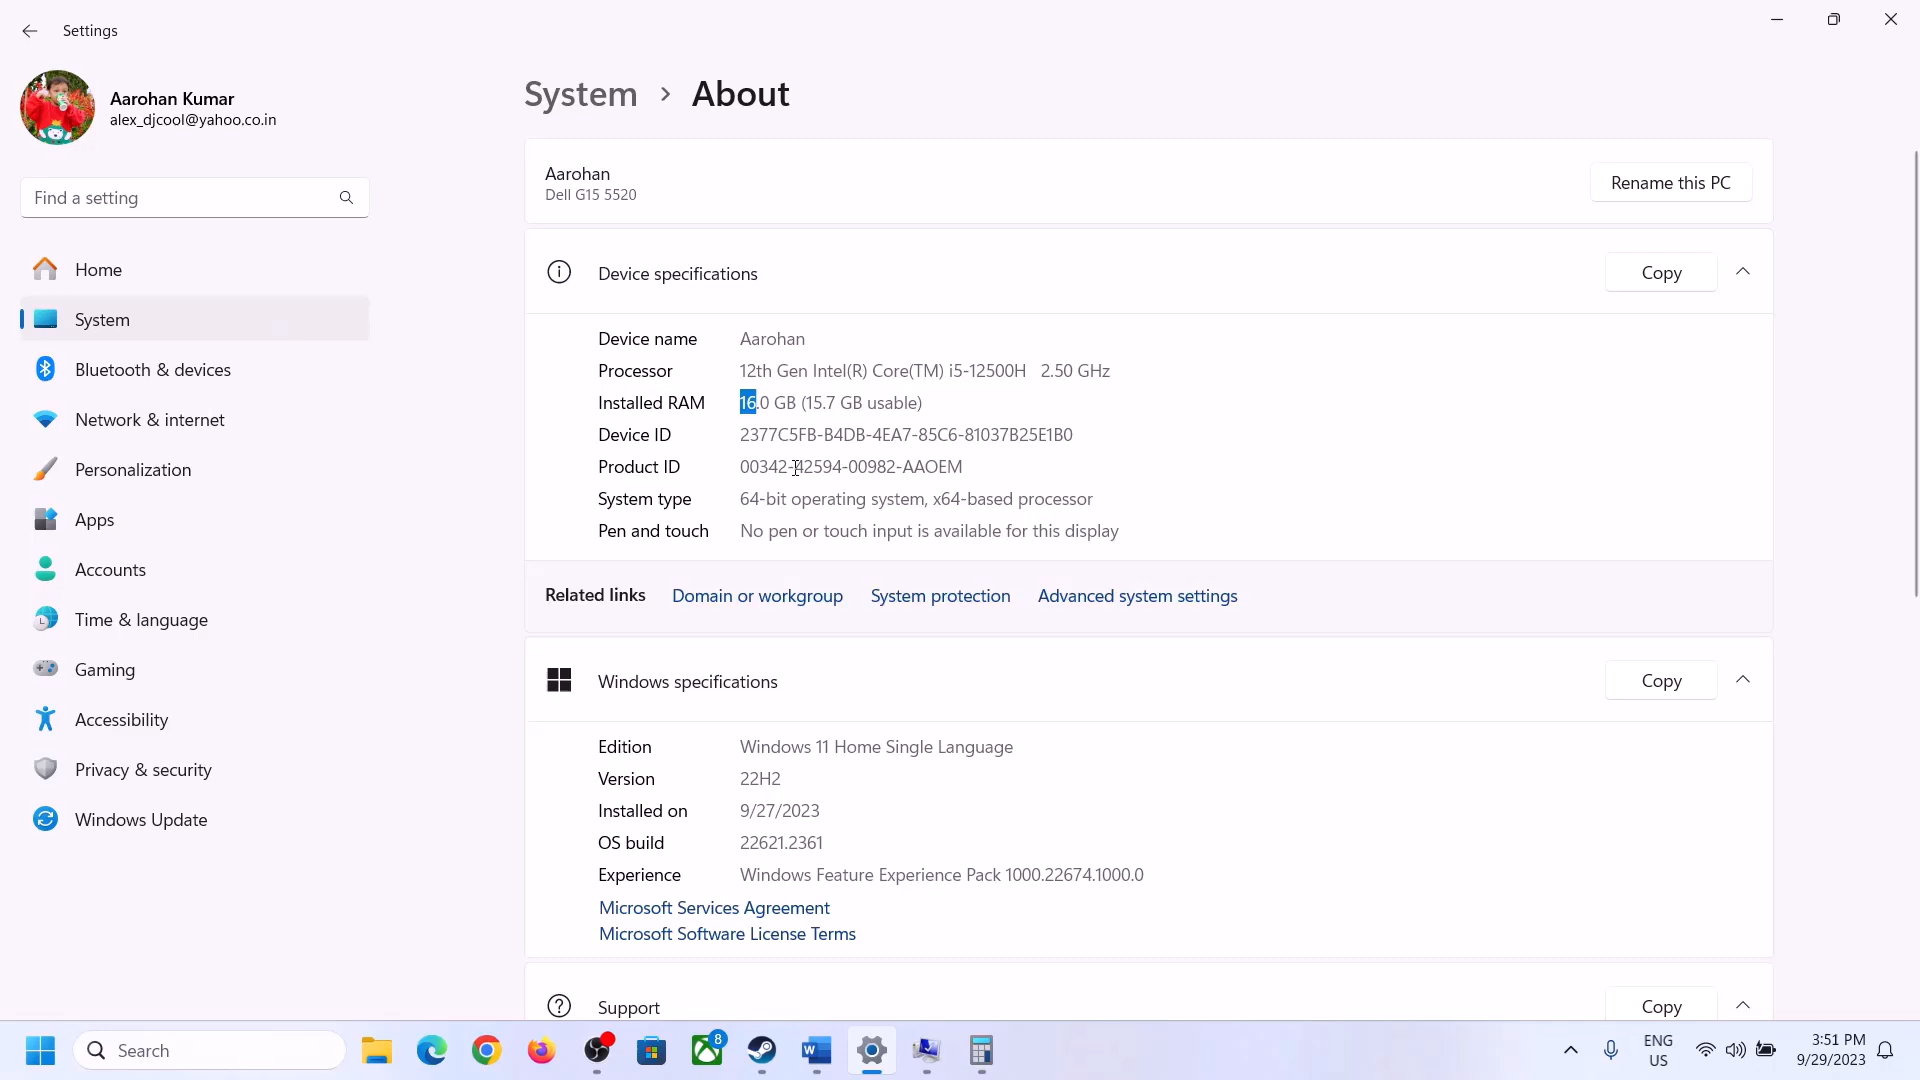 Settings
Aarohan Kumar
alex_djcool@yahoo.co.in
Find a setting
Home
System
Bluetooth & devices
Network & internet
Personalization
Apps
Accounts
Time & language
Gaming
Accessibility
Privacy & security
Windows Update
System > About
Aarohan
Dell G15 5520
Rename this PC
Device specifications
Copy
Device name Aarohan
Processor 12th Gen Intel(R) Core(TM) i5-12500H 2.50 GHz
Installed RAM 16.0 GB (15.7 GB usable)
Device ID 2377C5FB-B4DB-4EA7-85C6-81037B25E1B0
Product ID 00342-42594-00982-AAOEM
System type 64-bit operating system, x64-based processor
Pen and touch No pen or touch input is available for this display
Related links Domain or workgroup System protection Advanced system settings
Windows specifications
Copy
Edition Windows 11 Home Single Language
Version 22H2
Installed on 9/27/2023
OS build 22621.2361
Experience Windows Feature Experience Pack 1000.22674.1000.0
Microsoft Services Agreement
Microsoft Software License Terms
Support
Copy
Search
8
W
ENG
US
3:51 PM
9/29/2023